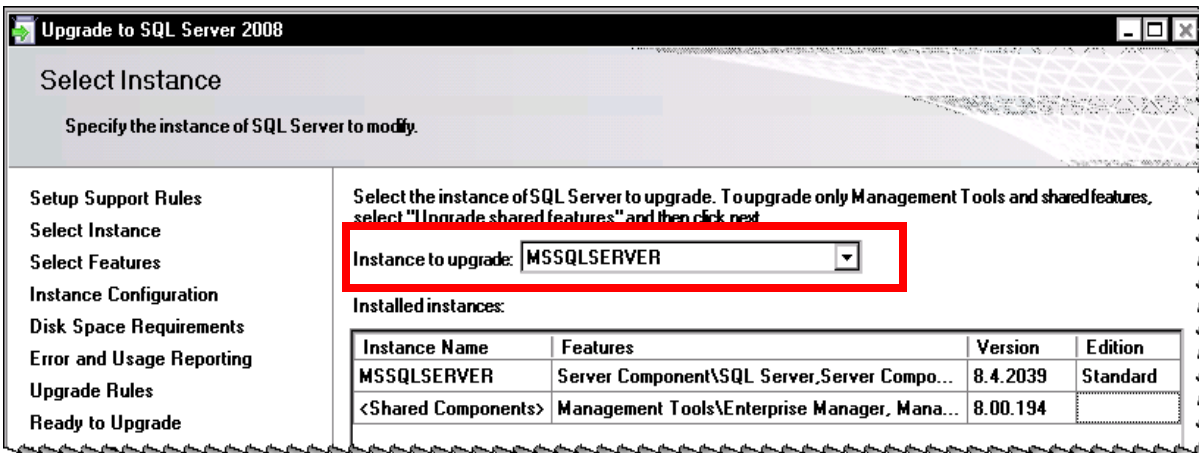 Upgrade to SQL Server 2008
Select Instance
Specify the instance of SQL Server to modify.
Setup Support Rules
Select Instance
Select Features
Instance Configuration
Disk Space Requirements
Error and Usage Reporting
Upgrade Rules
Ready to Upgrade
Select the instance of SQL Server to upgrade. To upgrade only Management Tools and shared features,
select "Upgrade shared features" and then click next
Instance to upgrade: MSSQLSERVER
Installed instances:
Instance Name Features Version Edition
MSSQLSERVER Server Component\SQL Server,Server Compo... 8.4.2039 Standard
<Shared Components> Management Tools\Enterprise Manager, Mana... 8.00.194